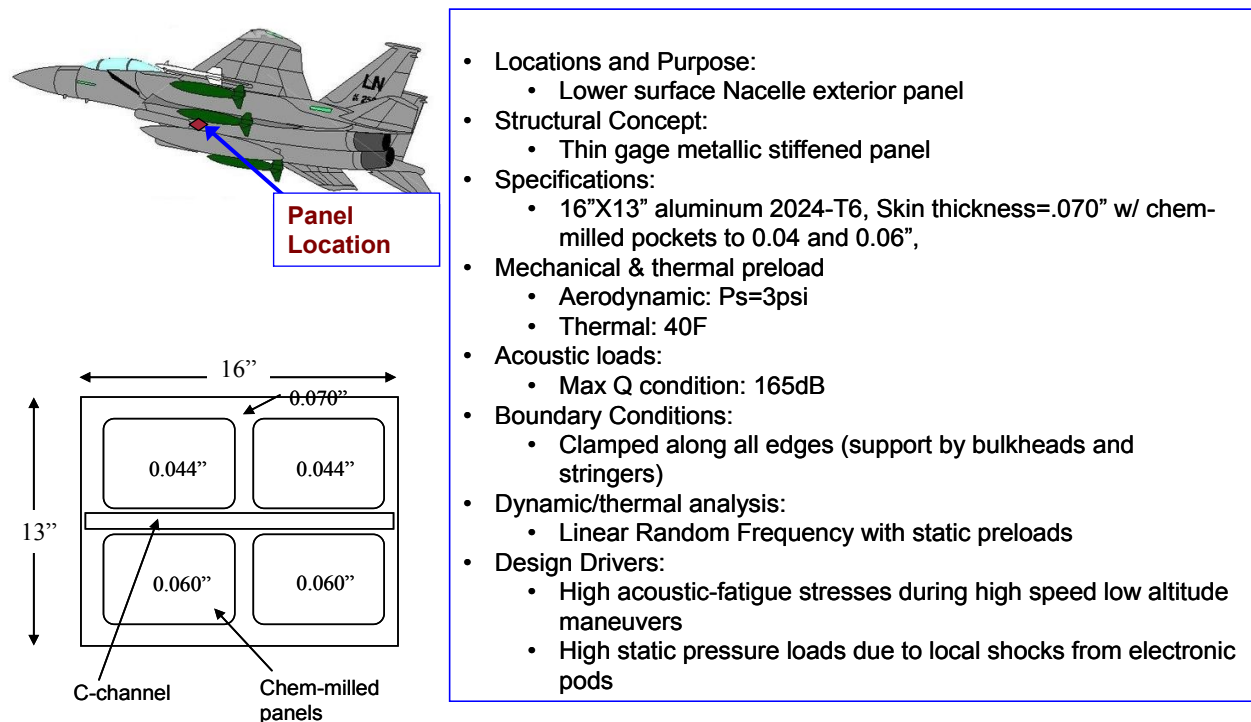 LN
Panel
Location
16”
0.070”
0.044”
0.044”
13”
0.060”
0.060”
C-channel
Chem-milled
panels
• Locations and Purpose:
• Lower surface Nacelle exterior panel
• Structural Concept:
• Thin gage metallic stiffened panel
• Specifications:
• 16”X13” aluminum 2024-T6, Skin thickness=.070” w/ chem-
milled pockets to 0.04 and 0.06”,
• Mechanical & thermal preload
• Aerodynamic: Ps=3psi
• Thermal: 40F
• Acoustic loads:
• Max Q condition: 165dB
• Boundary Conditions:
• Clamped along all edges (support by bulkheads and
stringers)
• Dynamic/thermal analysis:
• Linear Random Frequency with static preloads
• Design Drivers:
• High acoustic-fatigue stresses during high speed low altitude
maneuvers
• High static pressure loads due to local shocks from electronic
pods